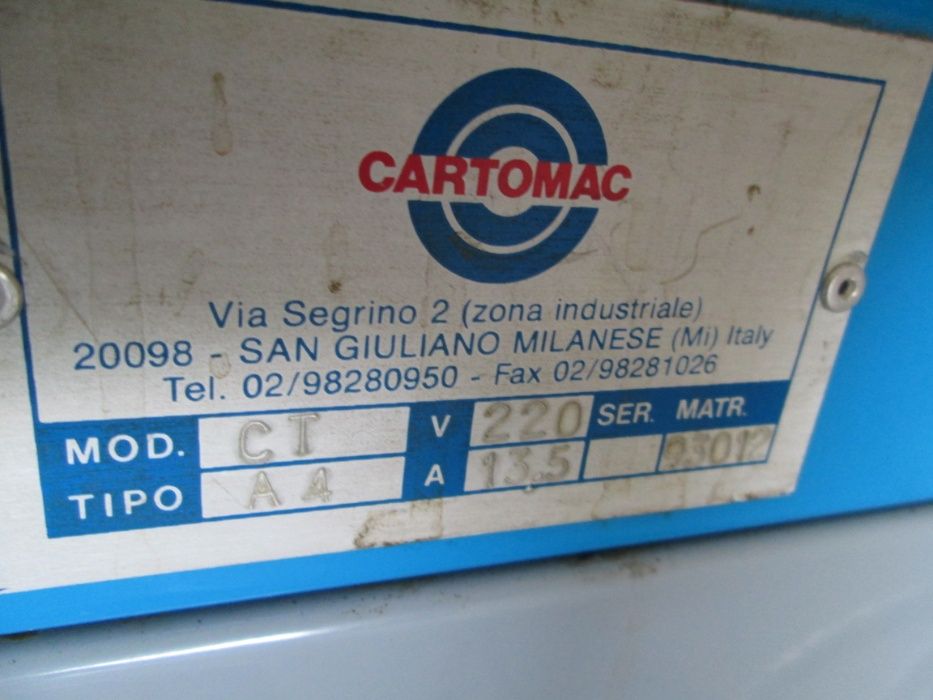 CARTOMAC
Via Segrino 2 (zona industriale)
20098 - SAN GIULIANO MILANESE (Mi) Italy
Tel. 02/98280950 - Fax 02/98281026
MOD. CT V 220 SER. MATR.
TIPO A4 A 13,5 93012